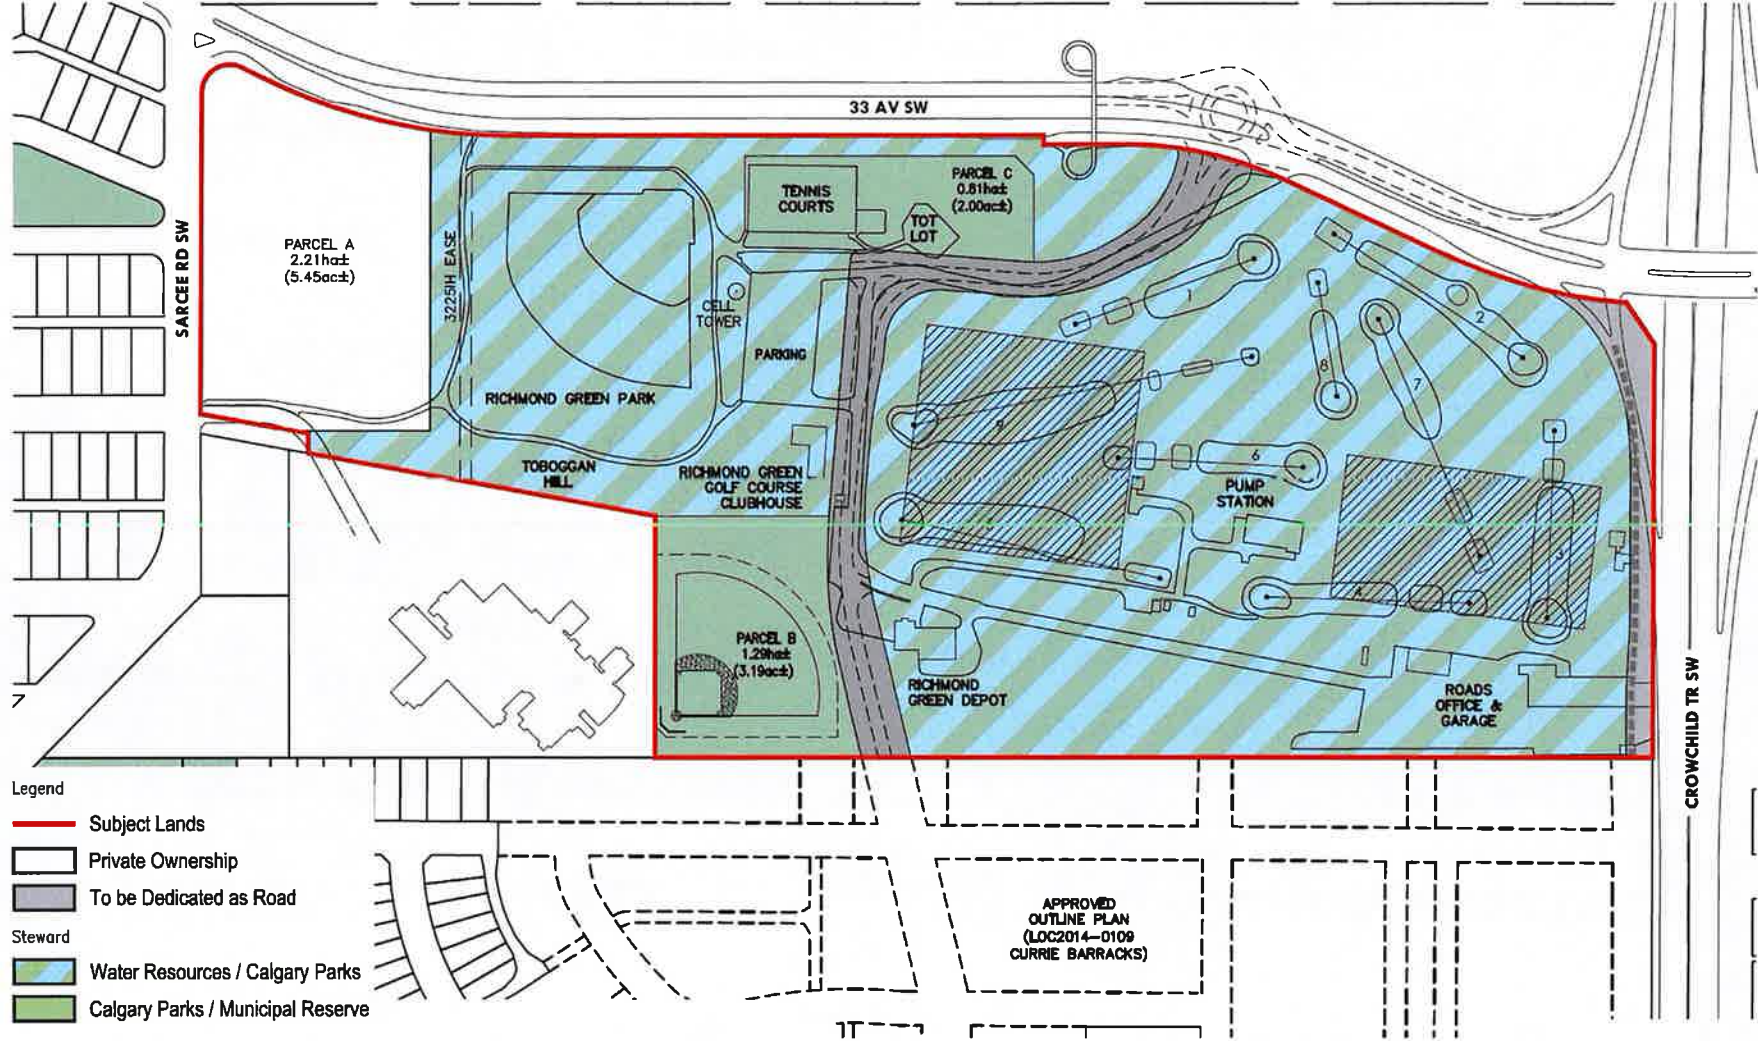 33 AV SW
SARCEE RD SW
PARCEL A
2.21ha±
(5.45ac±)
3225IH EASE
TENNIS
COURTS
PARCEL C
0.81ha±
(2.00ac±)
TOT
LOT
CELL
TOWER
PARKING
RICHMOND GREEN PARK
TOBOGGAN
HILL
RICHMOND GREEN
GOLF COURSE
CLUBHOUSE
1
2
8
7
9
6
PUMP
STATION
3
4
PARCEL B
1.29ha±
(3.19ac±)
RICHMOND
GREEN DEPOT
ROADS
OFFICE &
GARAGE
CROWCHILD TR SW
APPROVED
OUTLINE PLAN
(LOC2014-0109
CURRIE BARRACKS)
Legend
Subject Lands
Private Ownership
To be Dedicated as Road
Steward
Water Resources / Calgary Parks
Calgary Parks / Municipal Reserve